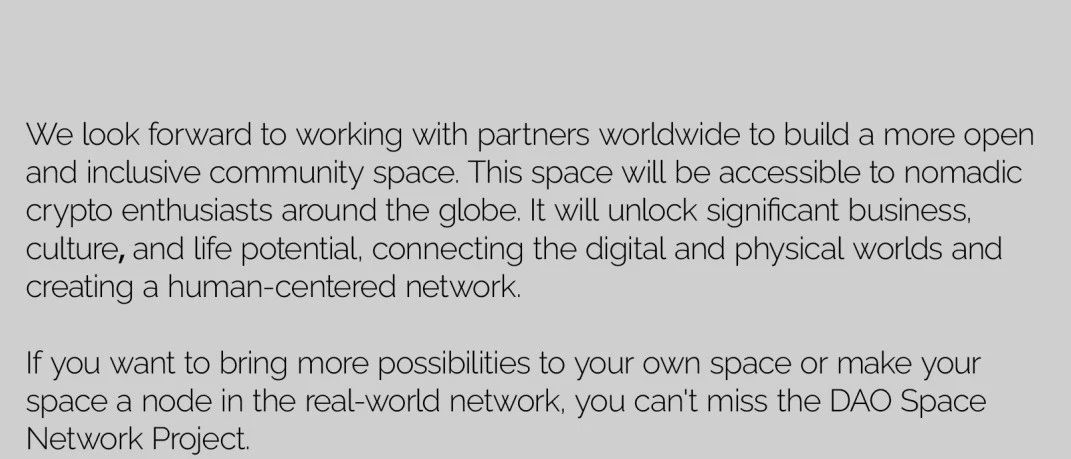 We look forward to working with partners worldwide to build a more open
and inclusive community space. This space will be accessible to nomadic
crypto enthusiasts around the globe. It will unlock significant business,
culture, and life potential, connecting the digital and physical worlds and
creating a human-centered network.
If you want to bring more possibilities to your own space or make your
space a node in the real-world network, you can't miss the DAO Space
Network Project.